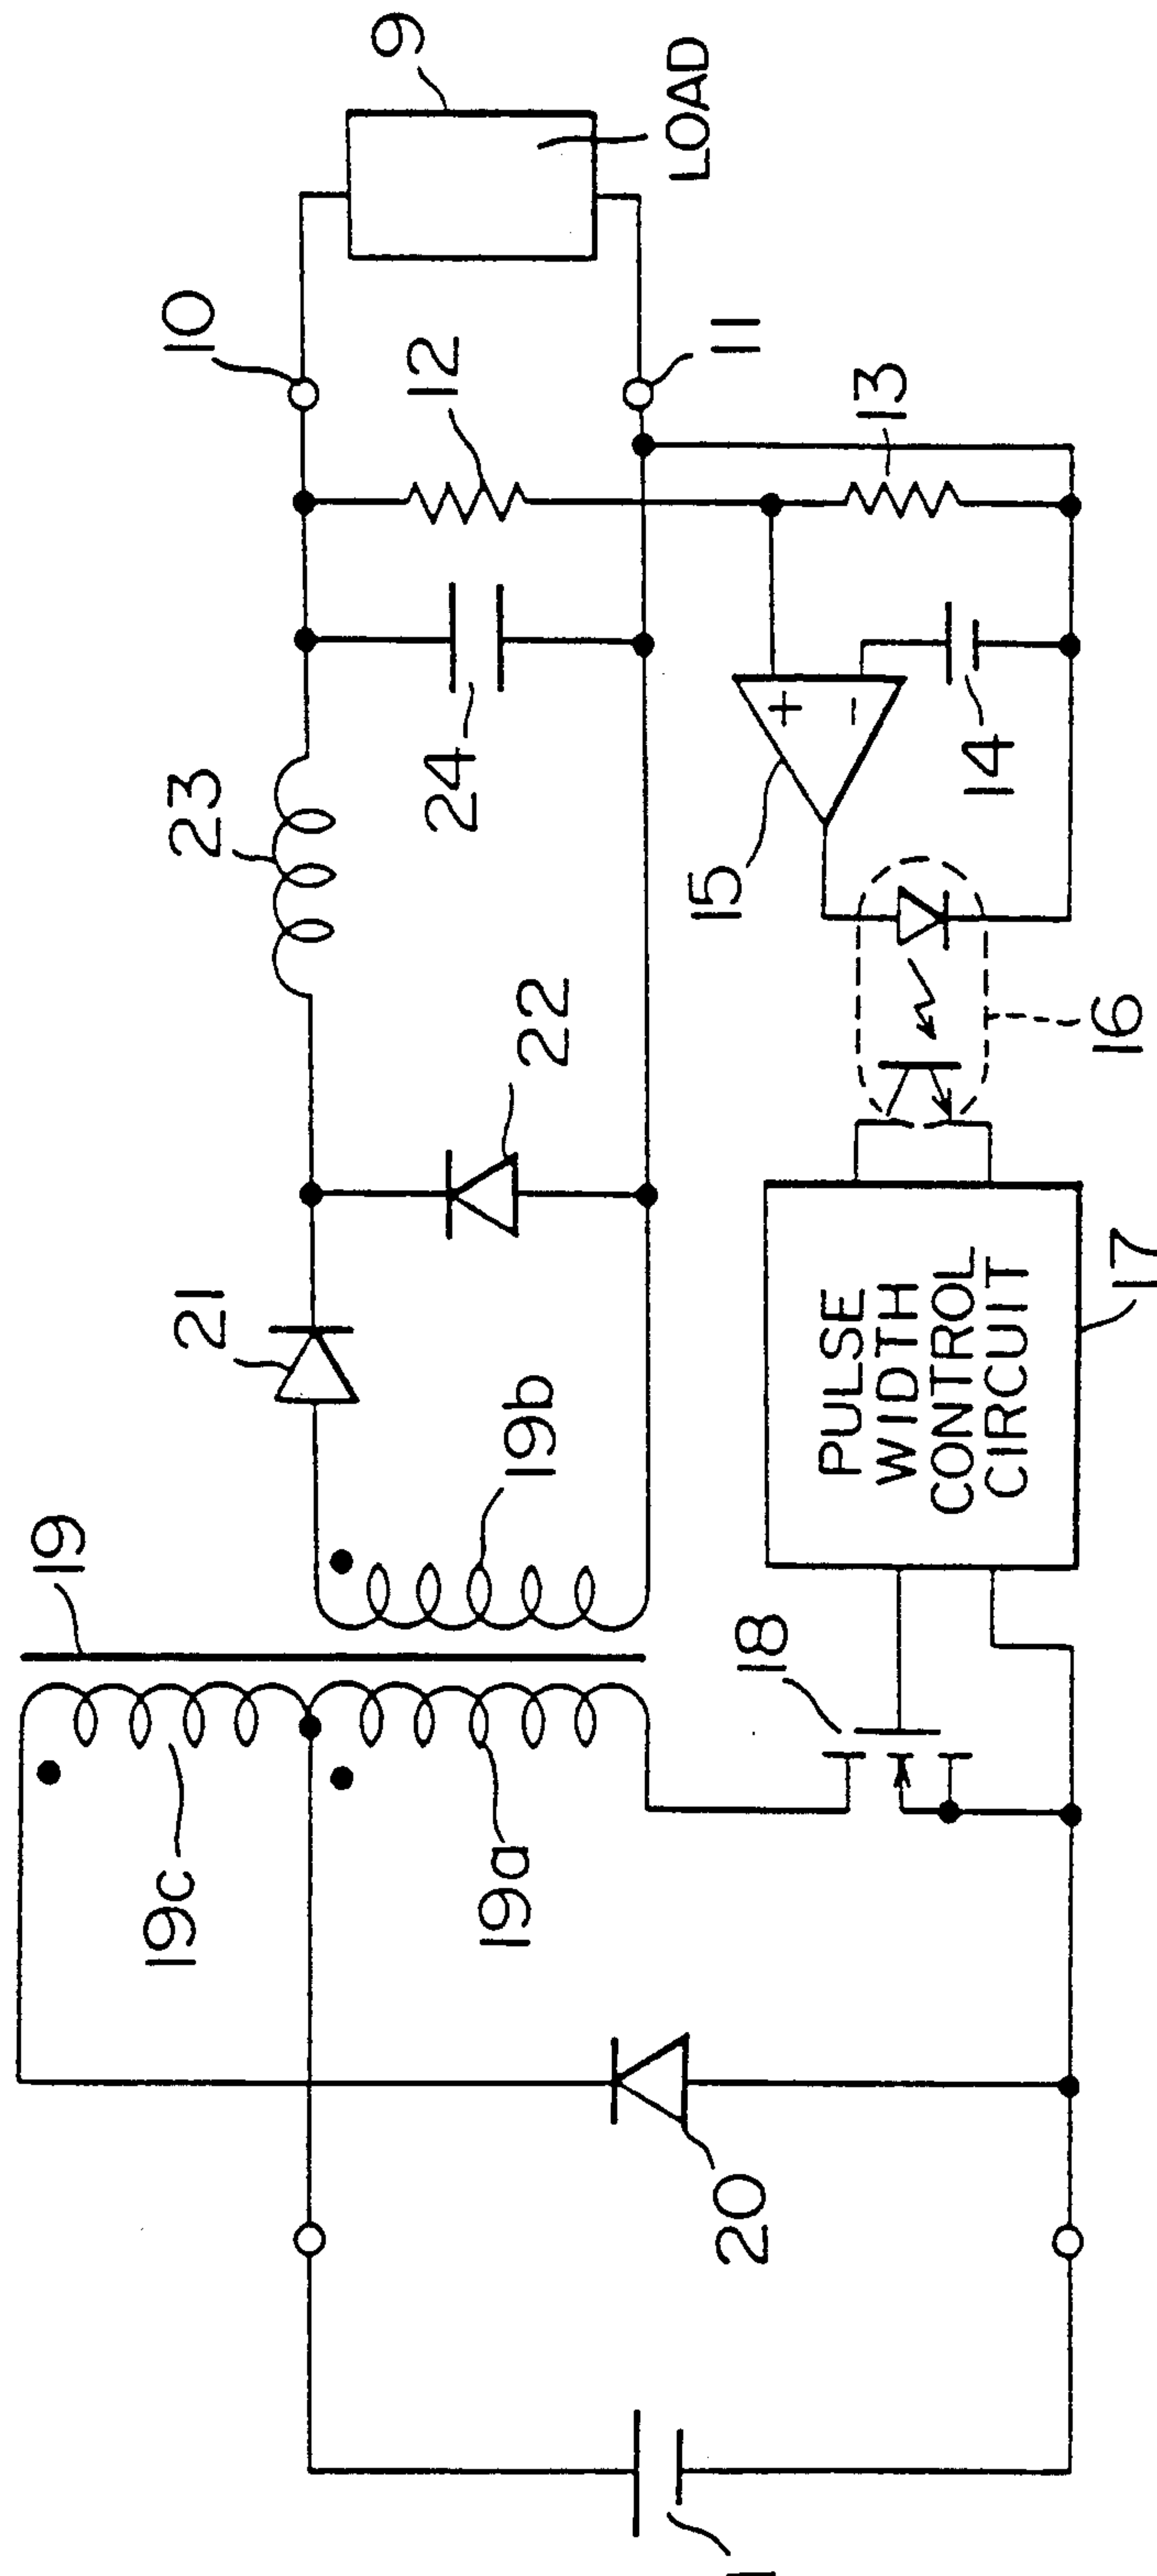 19
19c
19a
20
1
18
PULSE
WIDTH
CONTROL
CIRCUIT
17
16
19b
21
22
23
24
15
+
−
14
12
13
10
11
9
LOAD